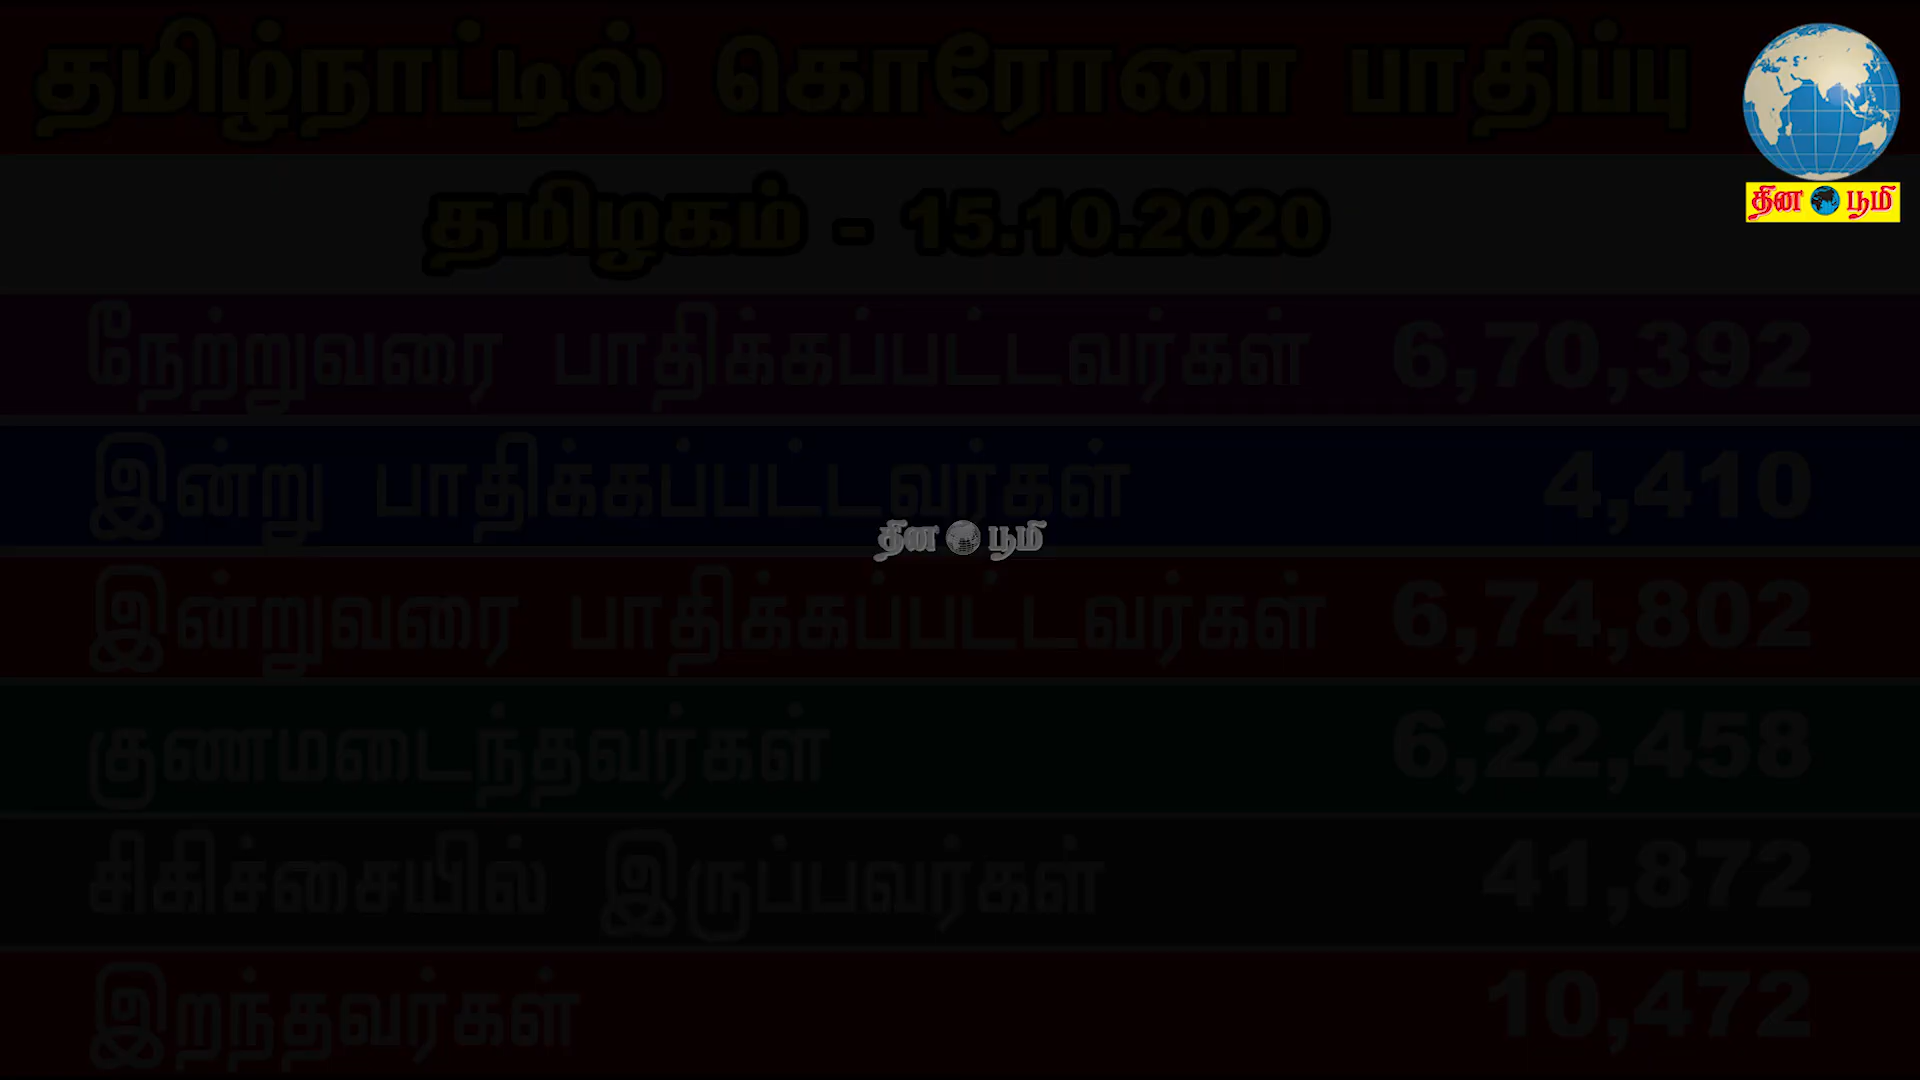 தமிழ்நாட்டில் கொரோனா பாதிப்பு
தின பூமி
தமிழகம் - 15.10.2020
நேற்றுவரை பாதிக்கப்பட்டவர்கள் 6,70,392
இன்று பாதிக்கப்பட்டவர்கள் 4,410
தின பூமி
இன்றுவரை பாதிக்கப்பட்டவர்கள் 6,74,802
குணமடைந்தவர்கள் 6,22,458
சிகிச்சையில் இருப்பவர்கள் 41,872
இறந்தவர்கள் 10,472